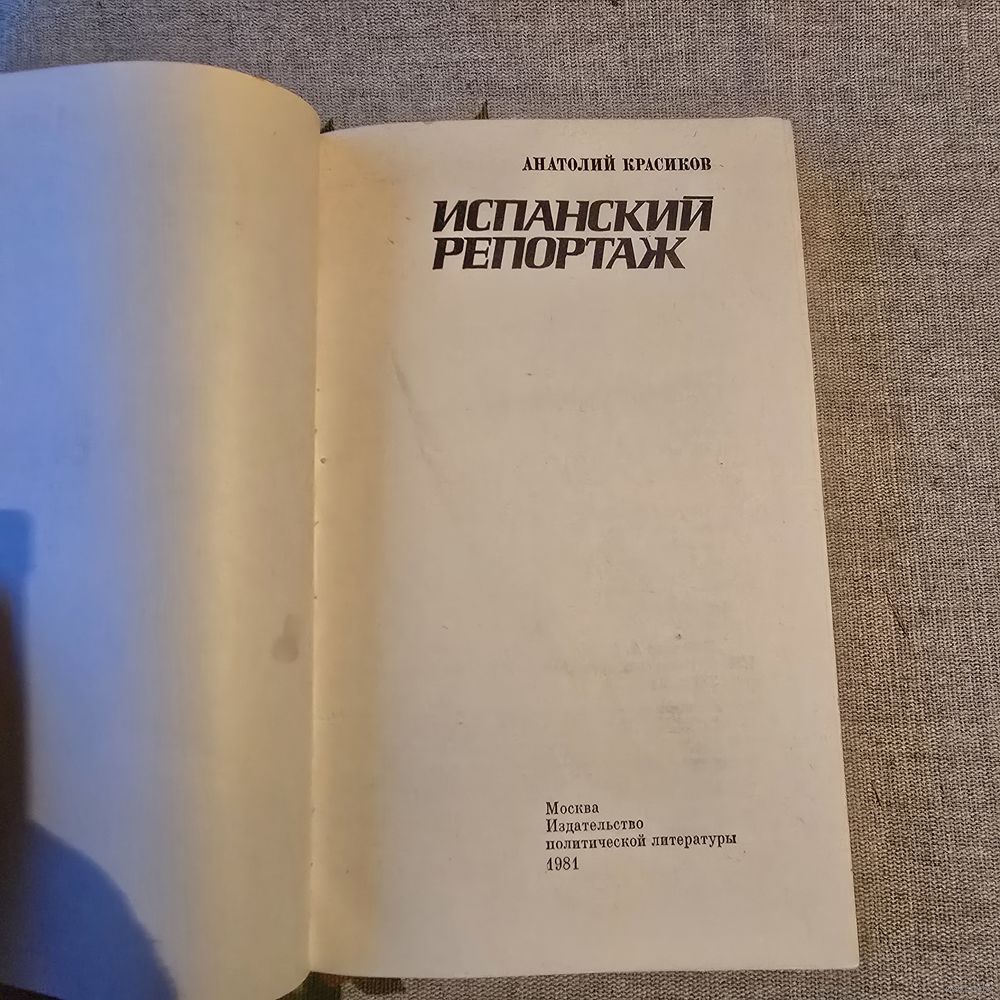 АНАТОЛИЙ КРАСИКОВ
ИСПАНСКИЙ
РЕПОРТАЖ
Москва
Издательство
политической литературы
1981